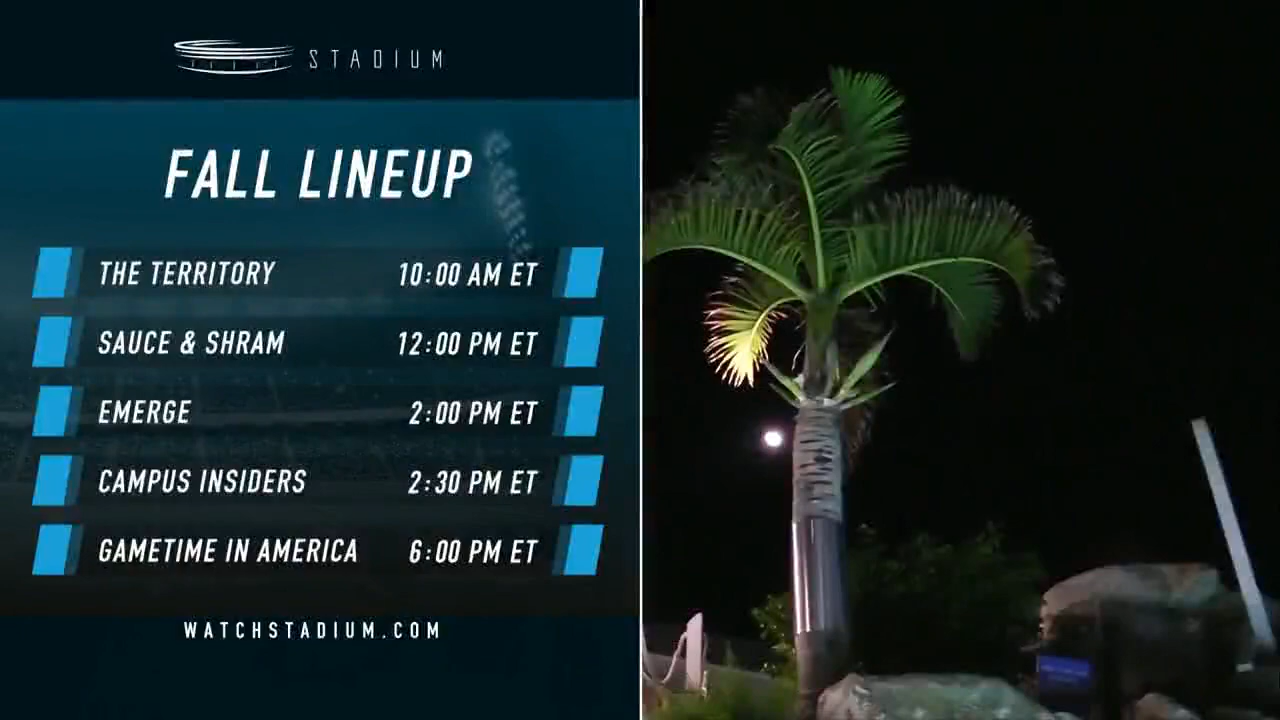 STADIUM
FALL LINEUP
THE TERRITORY 10:00 AM ET
SAUCE & SHRAM 12:00 PM ET
EMERGE 2:00 PM ET
CAMPUS INSIDERS 2:30 PM ET
GAMETIME IN AMERICA 6:00 PM ET
WATCHSTADIUM.COM